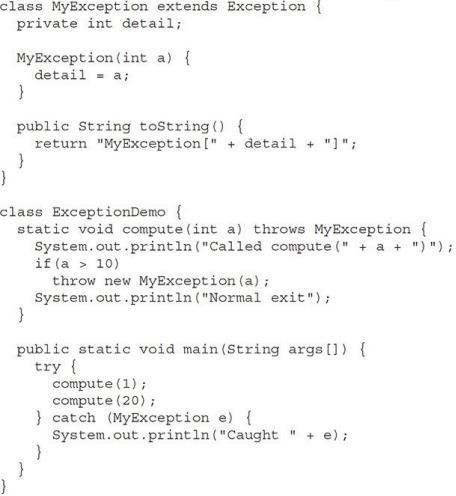 class MyException extends Exception {
  private int detail;

  MyException(int a) {
    detail = a;
  }

  public String toString() {
    return "MyException[" + detail + "]";
  }
}

class ExceptionDemo {
  static void compute(int a) throws MyException {
    System.out.println("Called compute(" + a + ")");
    if(a > 10)
      throw new MyException(a);
    System.out.println("Normal exit");
  }

  public static void main(String args[]) {
    try {
      compute(1);
      compute(20);
    } catch (MyException e) {
      System.out.println("Caught " + e);
    }
  }
}